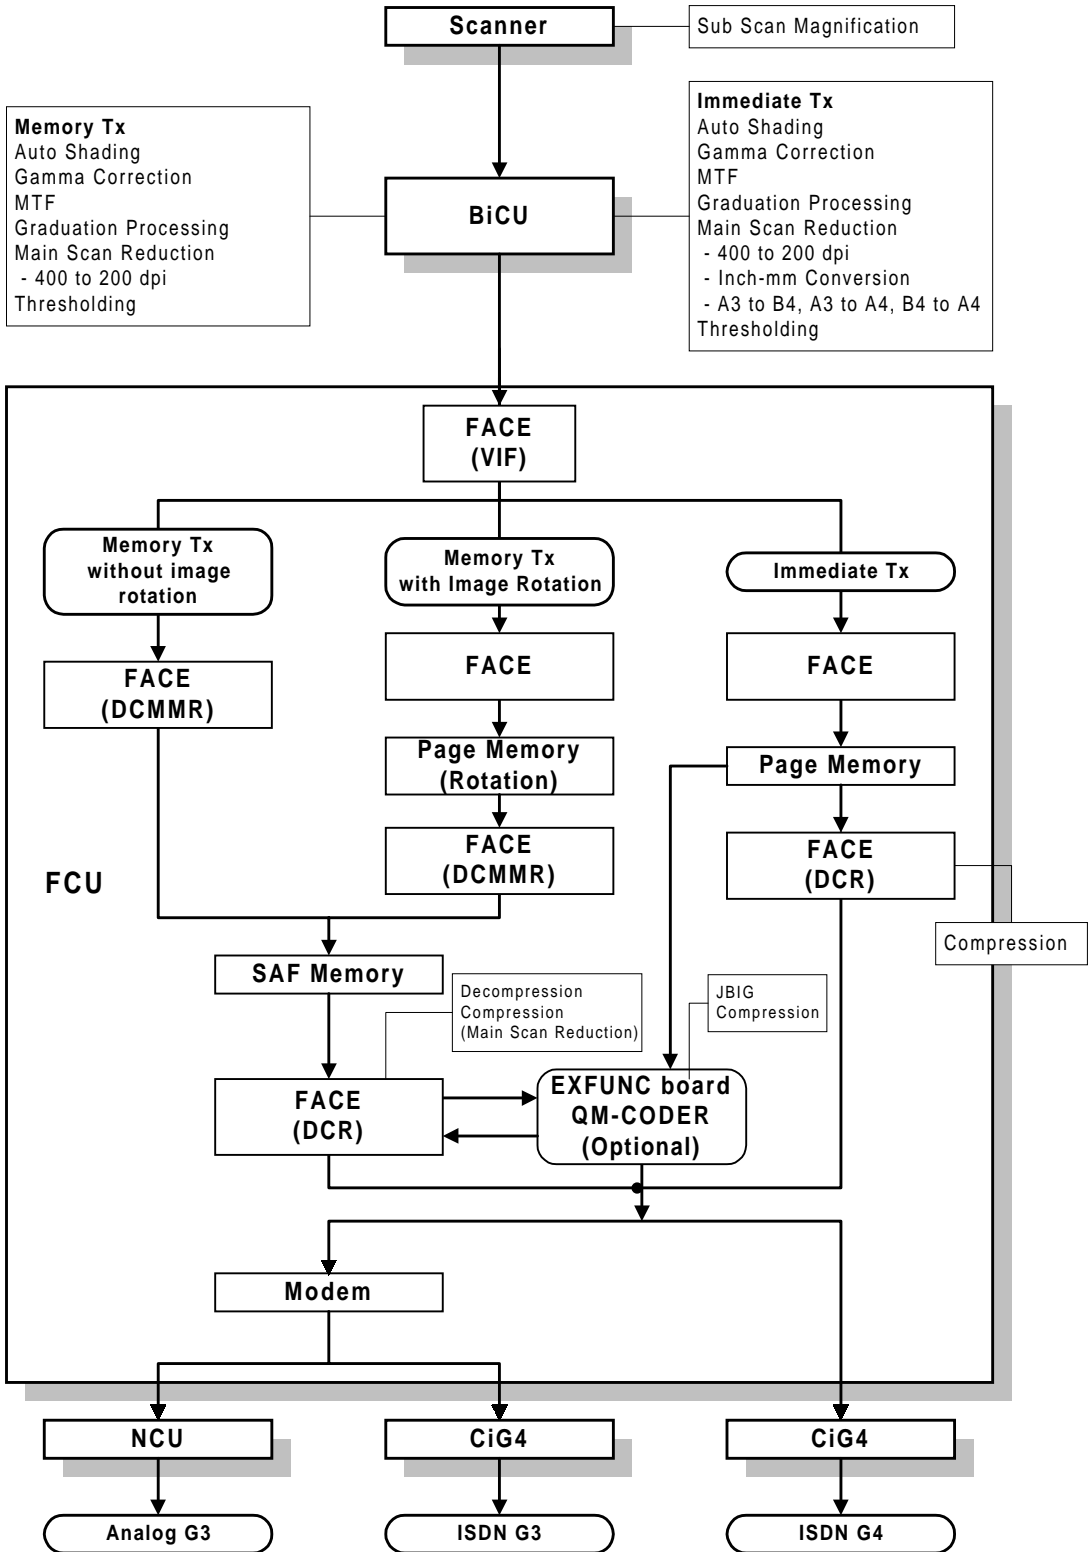 Scanner
Sub Scan Magnification
Memory Tx
Auto Shading
Gamma Correction
MTF
Graduation Processing
Main Scan Reduction
- 400 to 200 dpi
Thresholding
BiCU
Immediate Tx
Auto Shading
Gamma Correction
MTF
Graduation Processing
Main Scan Reduction
- 400 to 200 dpi
- Inch-mm Conversion
- A3 to B4, A3 to A4, B4 to A4
Thresholding
FACE
(VIF)
Memory Tx
without image
rotation
Memory Tx
with Image Rotation
Immediate Tx
FACE
(DCMMR)
FACE
FACE
Page Memory
(Rotation)
Page Memory
FACE
(DCMMR)
FACE
(DCR)
FCU
Compression
SAF Memory
Decompression
Compression
(Main Scan Reduction)
JBIG
Compression
FACE
(DCR)
EXFUNC board
QM-CODER
(Optional)
Modem
NCU
CiG4
CiG4
Analog G3
ISDN G3
ISDN G4